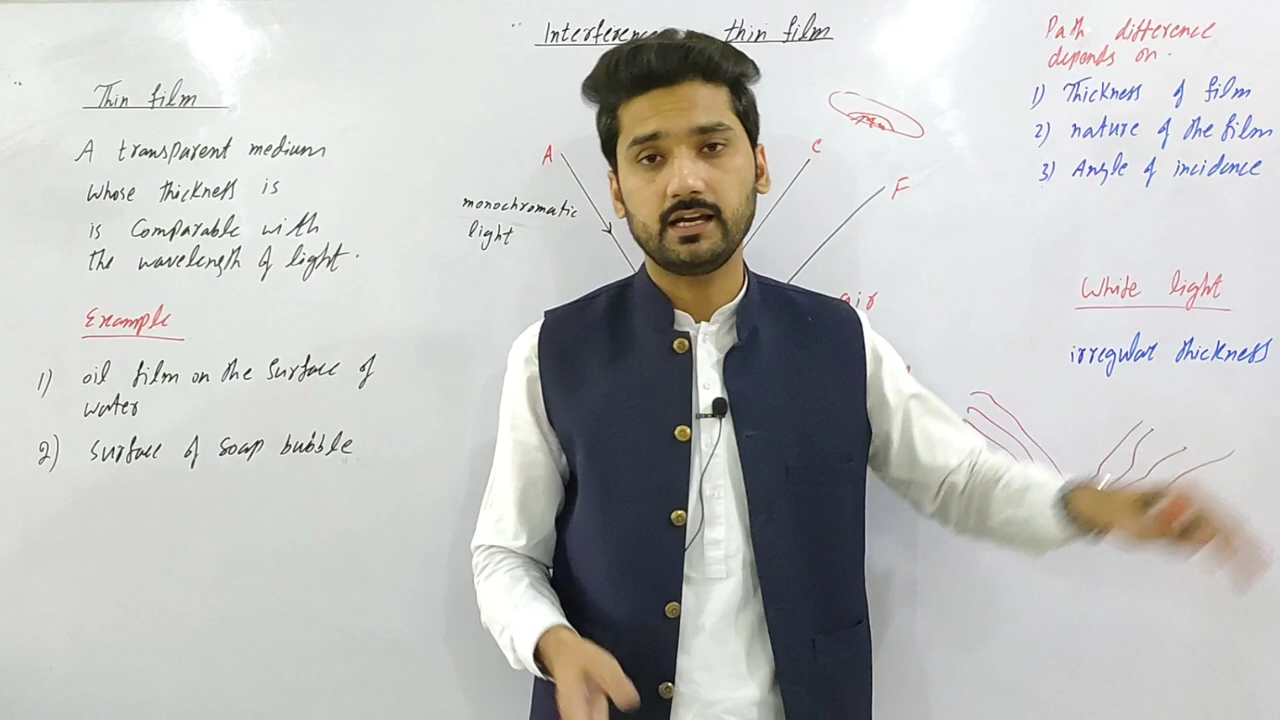 Interference thin film
Thin film
A transparent medium
whose thickness is
is comparable with
the wavelength of light.
Example
1) oil film on the surface of
water
2) surface of soap bubble
A
monochromatic
light
C
F
air
Path difference
depends on.
1) Thickness of film
2) nature of the film
3) Angle of incidence
White light
irregular thickness